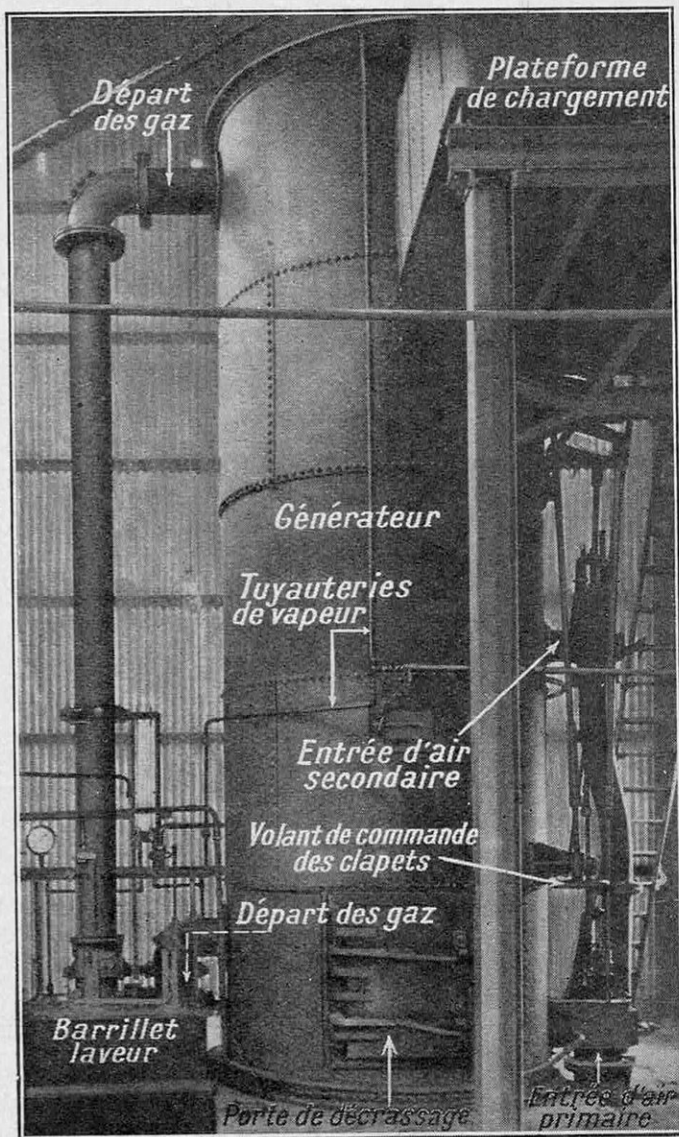 Départ
des gaz
Plateforme
de chargement
Générateur
Tuyauteries
de vapeur
Entrée d'air
secondaire
Volant de commande
des clapets
Départ des gaz
Barrillet
laveur
Porte de décrassage
Entrée d'air
primaire